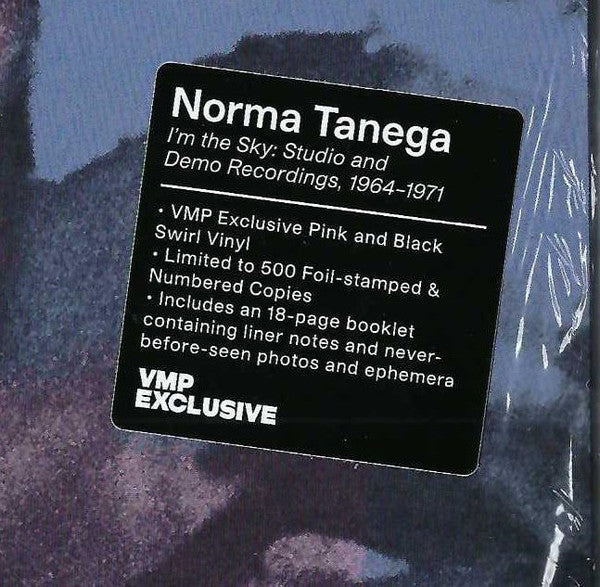 Norma Tanega
I'm the Sky: Studio and
Demo Recordings, 1964–1971
• VMP Exclusive Pink and Black
Swirl Vinyl
• Limited to 500 Foil-stamped &
Numbered Copies
• Includes an 18-page booklet
containing liner notes and never-
before-seen photos and ephemera
VMP
EXCLUSIVE